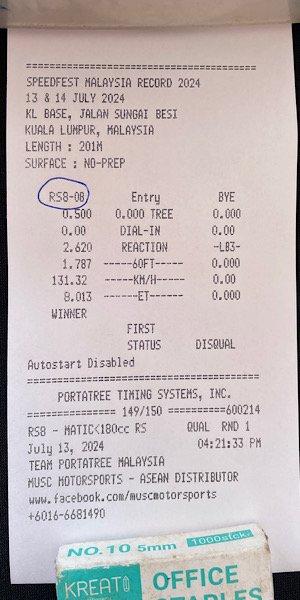 ==========================================
SPEEDFEST MALAYSIA RECORD 2024
13 & 14 JULY 2024
KL BASE, JALAN SUNGAI BESI
KUALA LUMPUR, MALAYSIA
LENGTH : 201M
SURFACE : NO-PREP
RS8-08 Entry BYE
0.500 0.000 TREE 0.000
0.00 DIAL-IN 0.00
2.620 REACTION -LB3-
1.787 -----60FT----- 0.000
131.32 -----KM/H----- 0.00
8.013 ------ET------ 0.000
WINNER
FIRST
STATUS DISQUAL
Autostart Disabled
==========================================
PORTATREE TIMING SYSTEMS, INC.
================ 149/150 ==========600214
RS8 - MATIC<180cc RS QUAL RND 1
July 13, 2024 04:21:33 PM
TEAM PORTATREE MALAYSIA
MUSC MOTORSPORTS - ASEAN DISTRIBUTOR
www.facebook.com/muscmotorsports
+6016-6681490
NO.10 5mm 1000stck.
KREATO OFFICE
STAPLES